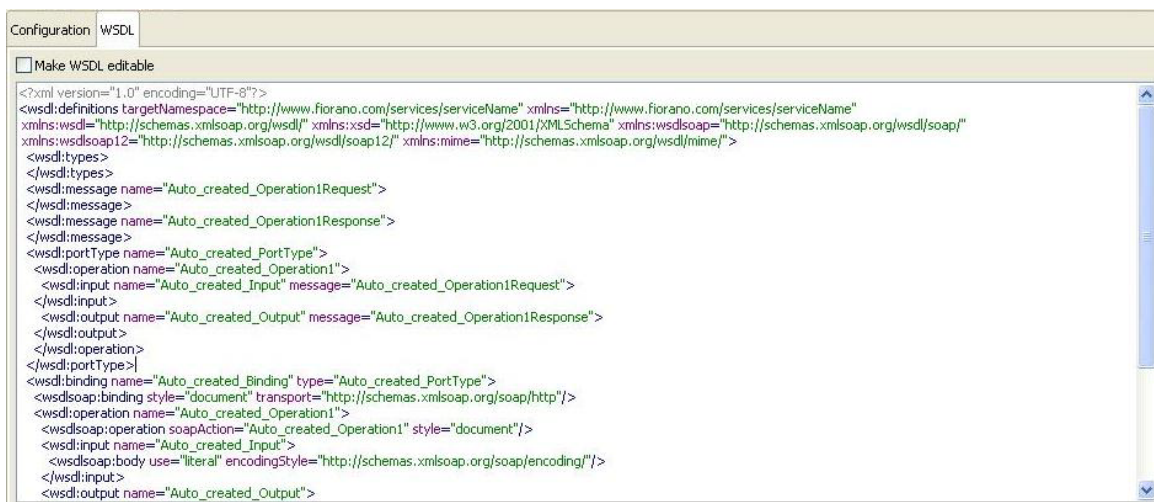 Configuration WSDL
Make WSDL editable
<?xml version="1.0" encoding="UTF-8"?>
<wsdl:definitions targetNamespace="http://www.fiorano.com/services/serviceName" xmlns="http://www.fiorano.com/services/serviceName"
xmlns:wsdl="http://schemas.xmlsoap.org/wsdl/" xmlns:xsd="http://www.w3.org/2001/XMLSchema" xmlns:wsdlsoap="http://schemas.xmlsoap.org/wsdl/soap/"
xmlns:wsdlsoap12="http://schemas.xmlsoap.org/wsdl/soap12/" xmlns:mime="http://schemas.xmlsoap.org/wsdl/mime/">
<wsdl:types>
</wsdl:types>
<wsdl:message name="Auto_created_Operation1Request">
</wsdl:message>
<wsdl:message name="Auto_created_Operation1Response">
</wsdl:message>
<wsdl:portType name="Auto_created_PortType">
<wsdl:operation name="Auto_created_Operation1">
<wsdl:input name="Auto_created_Input" message="Auto_created_Operation1Request">
</wsdl:input>
<wsdl:output name="Auto_created_Output" message="Auto_created_Operation1Response">
</wsdl:output>
</wsdl:operation>
</wsdl:portType>
<wsdl:binding name="Auto_created_Binding" type="Auto_created_PortType">
<wsdlsoap:binding style="document" transport="http://schemas.xmlsoap.org/soap/http"/>
<wsdl:operation name="Auto_created_Operation1">
<wsdlsoap:operation soapAction="Auto_created_Operation1" style="document"/>
<wsdl:input name="Auto_created_Input">
<wsdlsoap:body use="literal" encodingStyle="http://schemas.xmlsoap.org/soap/encoding/"/>
</wsdl:input>
<wsdl:output name="Auto_created_Output">